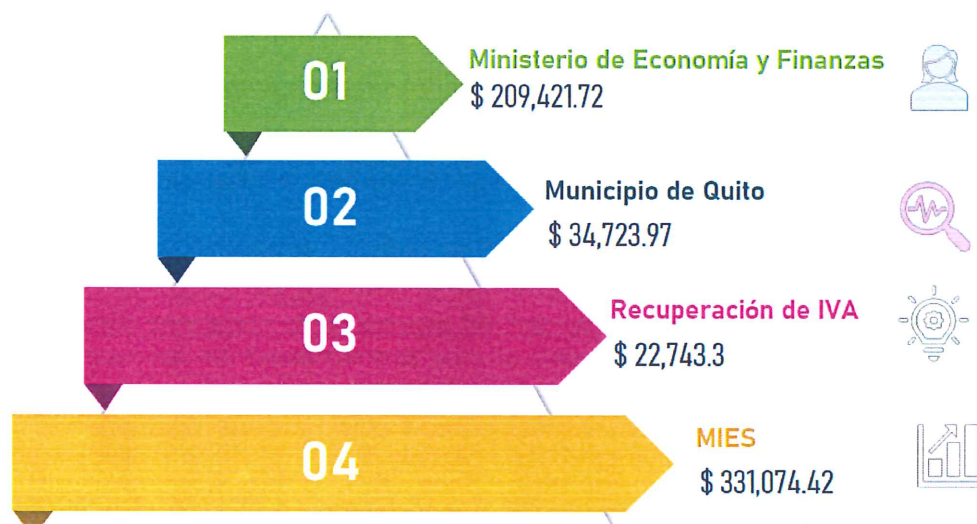 01
Ministerio de Economía y Finanzas
$ 209,421.72
02
Municipio de Quito
$ 34,723.97
03
Recuperación de IVA
$ 22,743.3
04
MIES
$ 331,074.42